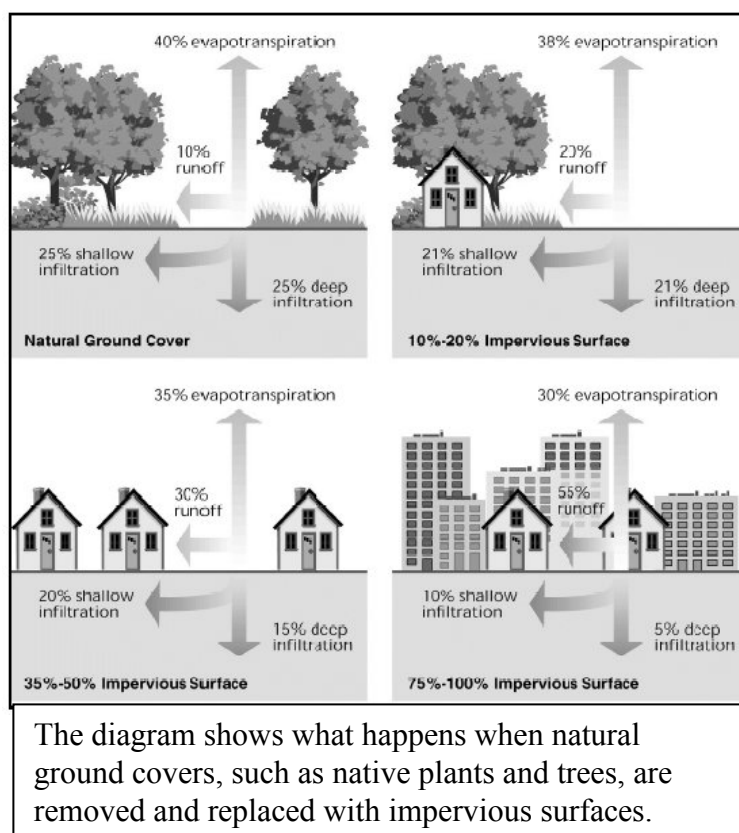 40% evapotranspiration
10%
runoff
25% shallow
infiltration
25% deep
infiltration
Natural Ground Cover
38% evapotranspiration
20%
runoff
21% shallow
infiltration
21% deep
infiltration
10%-20% Impervious Surface
35% evapotranspiration
30%
runoff
20% shallow
infiltration
15% deep
infiltration
35%-50% Impervious Surface
30% evapotranspiration
55%
runoff
10% shallow
infiltration
5% deep
infiltration
75%-100% Impervious Surface
The diagram shows what happens when natural
ground covers, such as native plants and trees, are
removed and replaced with impervious surfaces.